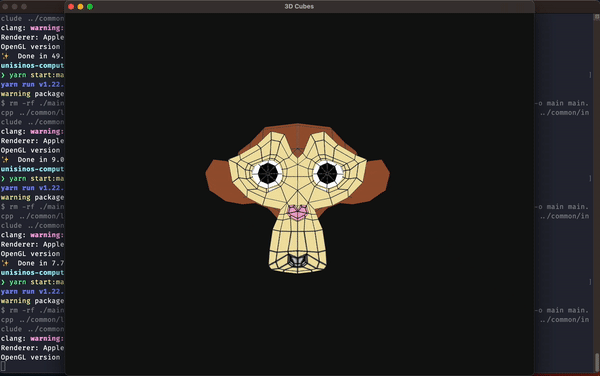 3D Cubes
clude ../common
clang: warning:
Renderer: Apple
OpenGL version
✨ Done in 49.
unisinos-comput
❯ yarn start:ma
yarn run v1.22.
warning package
$ rm -rf ./main -o main main.
cpp ../common/l ../common/in
clude ../common
clang: warning:
Renderer: Apple
OpenGL version
✨ Done in 9.0
unisinos-comput
❯ yarn start:ma
yarn run v1.22.
warning package
$ rm -rf ./main -o main main.
cpp ../common/l ../common/in
clude ../common
clang: warning:
Renderer: Apple
OpenGL version
✨ Done in 7.7
unisinos-comput
❯ yarn start:ma
yarn run v1.22.
warning package
$ rm -rf ./main -o main main.
cpp ../common/l ../common/in
clude ../common
clang: warning:
Renderer: Apple
OpenGL version